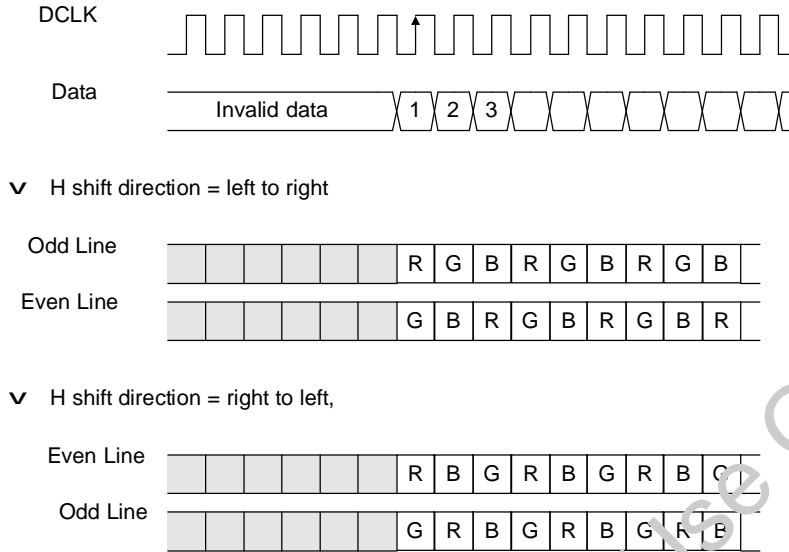 DCLK
Data Invalid data 1 2 3
v H shift direction = left to right
Odd Line R G B R G B R G B
Even Line G B R G B R G B R
v H shift direction = right to left,
Even Line R B G R B G R B G
Odd Line G R B G R B G R B